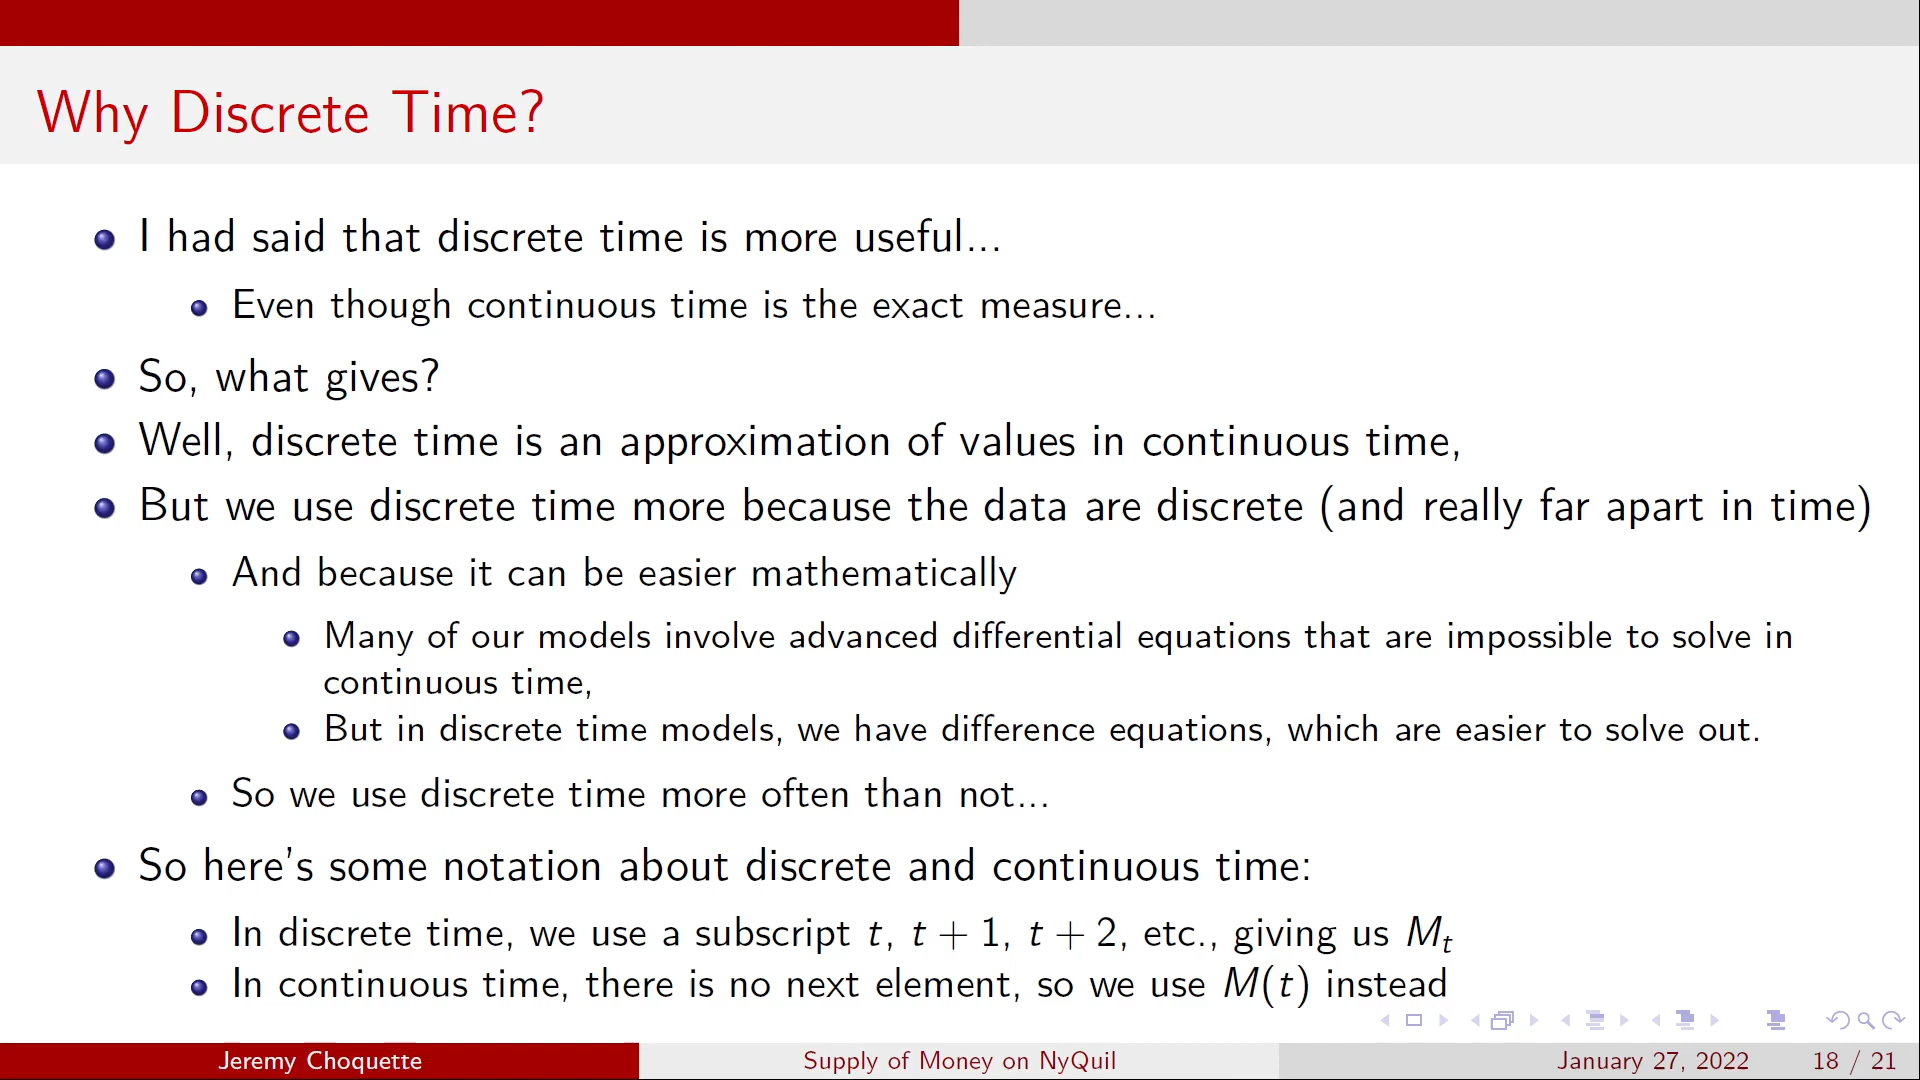 Why Discrete Time?
I had said that discrete time is more useful...
Even though continuous time is the exact measure...
So, what gives?
Well, discrete time is an approximation of values in continuous time,
But we use discrete time more because the data are discrete (and really far apart in time)
And because it can be easier mathematically
Many of our models involve advanced differential equations that are impossible to solve in
continuous time,
But in discrete time models, we have difference equations, which are easier to solve out.
So we use discrete time more often than not...
So here's some notation about discrete and continuous time:
In discrete time, we use a subscript t, t + 1, t + 2, etc., giving us Mₜ
In continuous time, there is no next element, so we use M(t) instead
Jeremy Choquette Supply of Money on NyQuil January 27, 2022 18 / 21